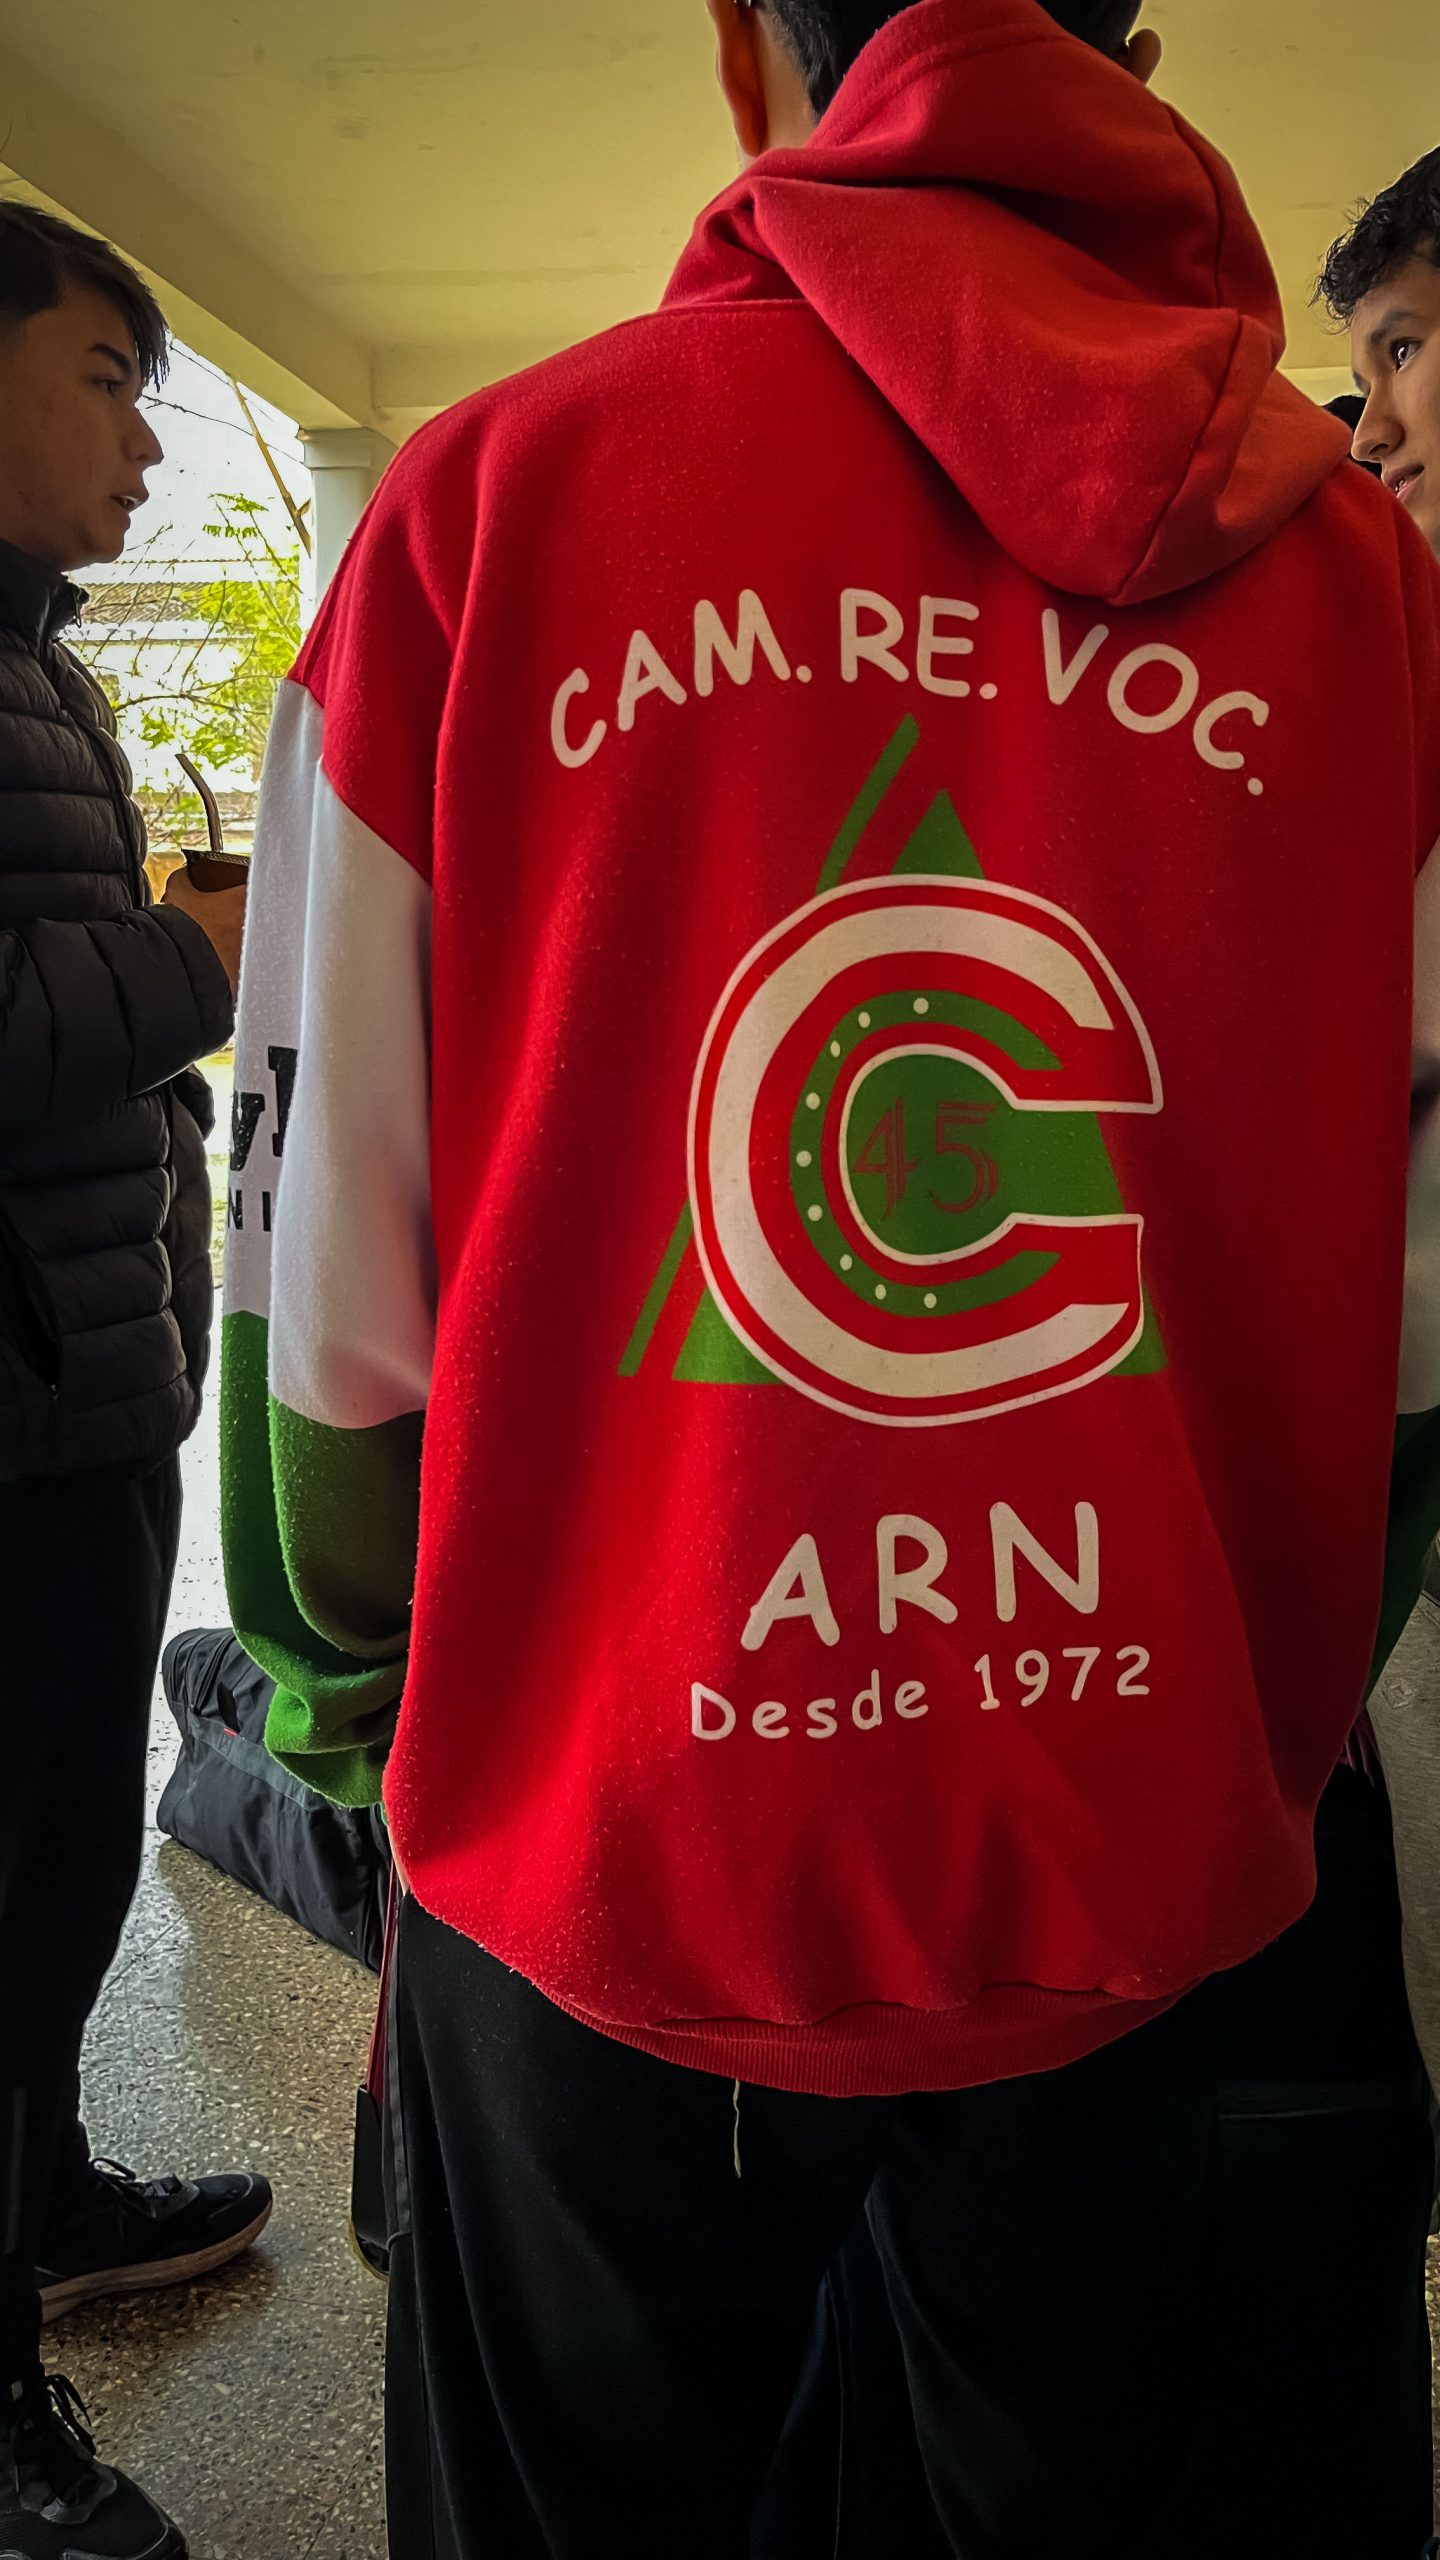 CAM. RE. VOC.
45
ARN
Desde 1972